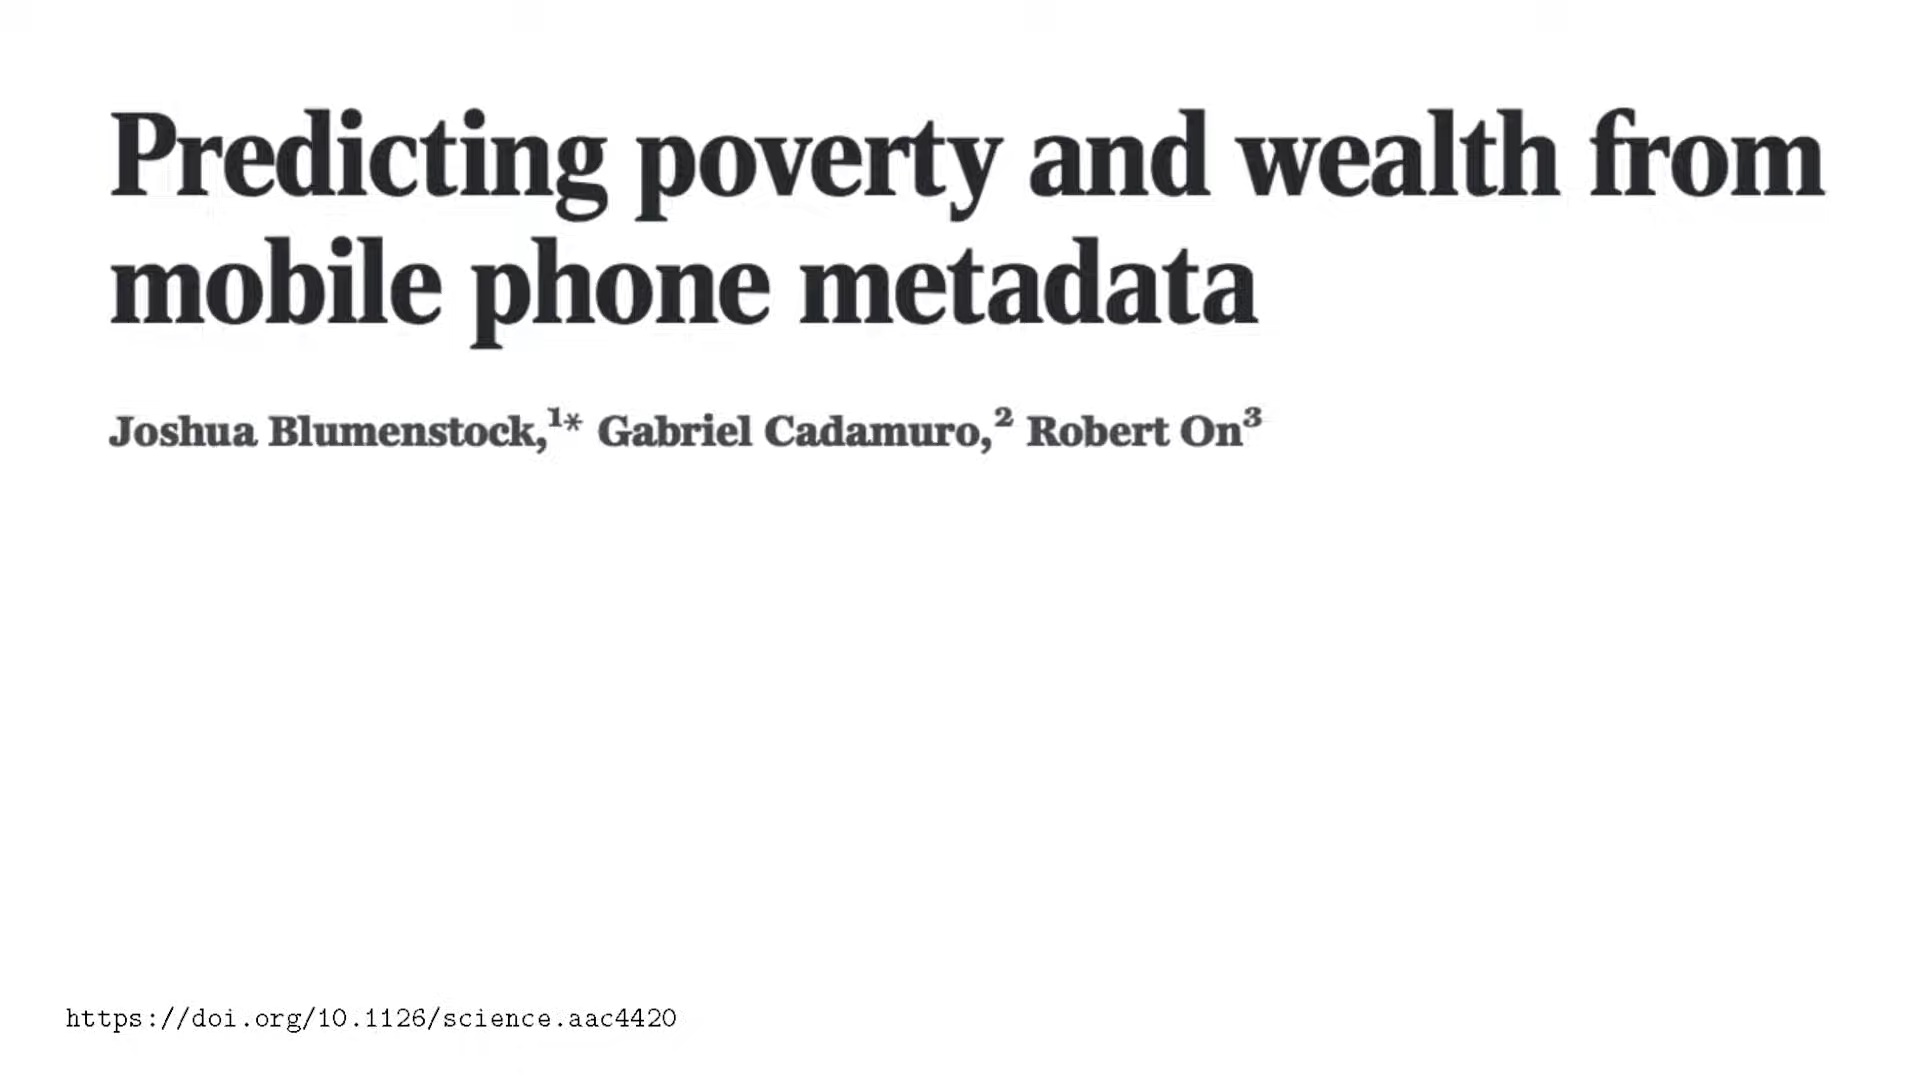 Predicting poverty and wealth from
mobile phone metadata
Joshua Blumenstock,¹* Gabriel Cadamuro,² Robert On³
https://doi.org/10.1126/science.aac4420